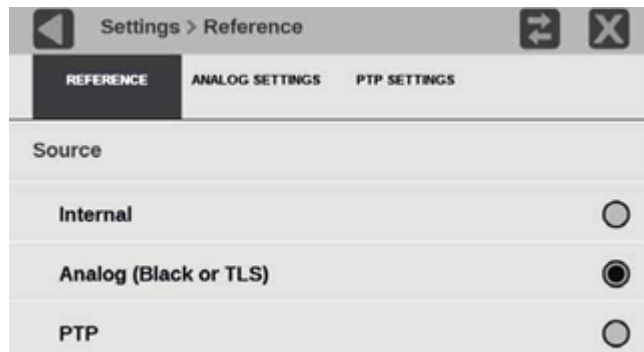 Settings > Reference
REFERENCE ANALOG SETTINGS PTP SETTINGS
Source
Internal
Analog (Black or TLS)
PTP